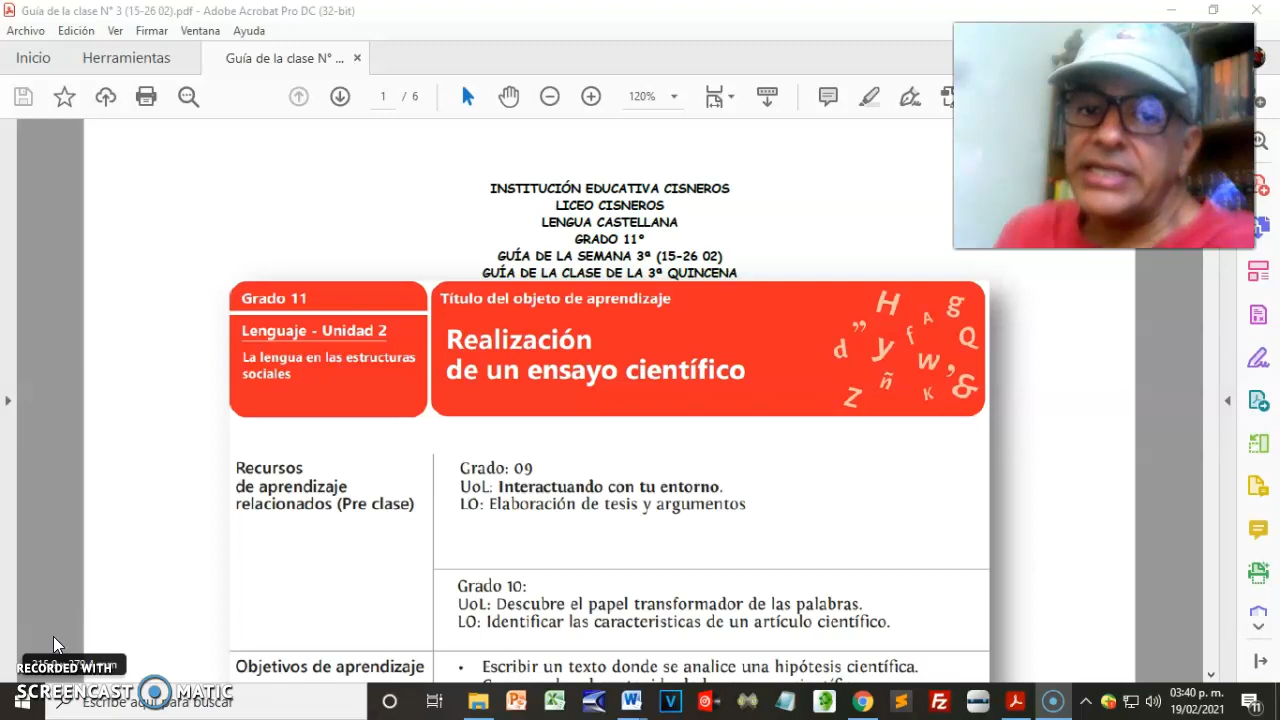 Guía de la clase N° 3 (15-26 02).pdf - Adobe Acrobat Pro DC (32-bit)
Archivo Edición Ver Firmar Ventana Ayuda
Inicio Herramientas Guía de la clase N° ... ×
1 / 6 120%
INSTITUCIÓN EDUCATIVA CISNEROS
LICEO CISNEROS
LENGUA CASTELLANA
GRADO 11°
GUÍA DE LA SEMANA 3ª (15-26 02)
GUÍA DE LA CLASE DE LA 3ª QUINCENA
Grado 11
Lenguaje - Unidad 2
La lengua en las estructuras
sociales
Título del objeto de aprendizaje
Realización
de un ensayo científico
H g A f Q d y w ñ K Z &
Recursos
de aprendizaje
relacionados (Pre clase)
Grado: 09
UoL: Interactuando con tu entorno.
LO: Elaboración de tesis y argumentos
Grado 10:
UoL: Descubre el papel transformador de las palabras.
LO: Identificar las caracteristicas de un artículo científico.
Objetivos de aprendizaje
• Escribir un texto donde se analice una hipótesis científica.
RECORDED WITH
SCREENCAST MATIC
Escribe aquí para buscar
03:40 p. m.
19/02/2021
11